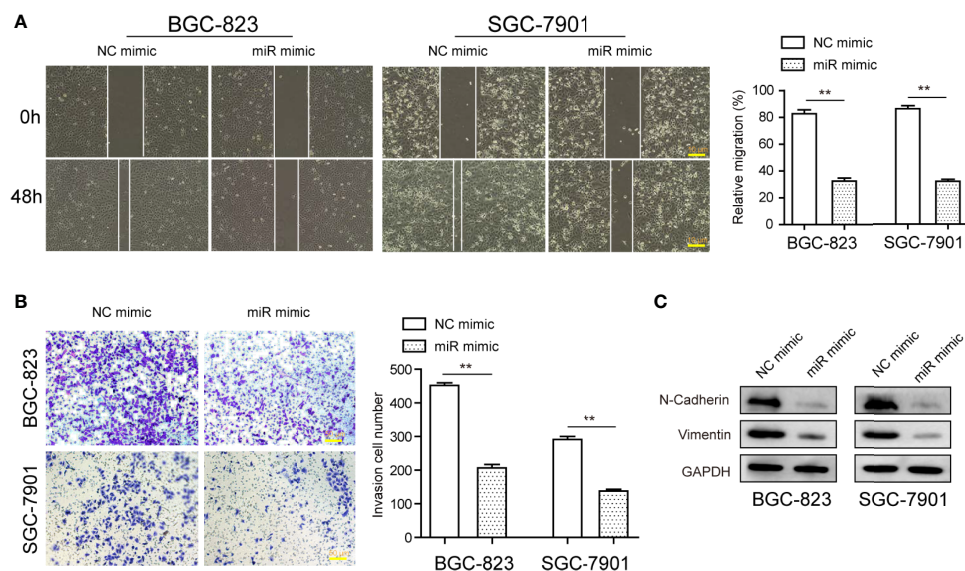 A
BGC-823
SGC-7901
NC mimic
miR mimic
NC mimic
miR mimic
0h
48h
NC mimic
miR mimic
Relative migration (%)
100
80
60
40
20
0
**
**
BGC-823
SGC-7901
B
NC mimic
miR mimic
BGC-823
SGC-7901
NC mimic
miR mimic
Invasion cell number
500
400
300
200
100
0
**
**
BGC-823
SGC-7901
C
NC mimic
miR mimic
NC mimic
miR mimic
N-Cadherin
Vimentin
GAPDH
BGC-823
SGC-7901